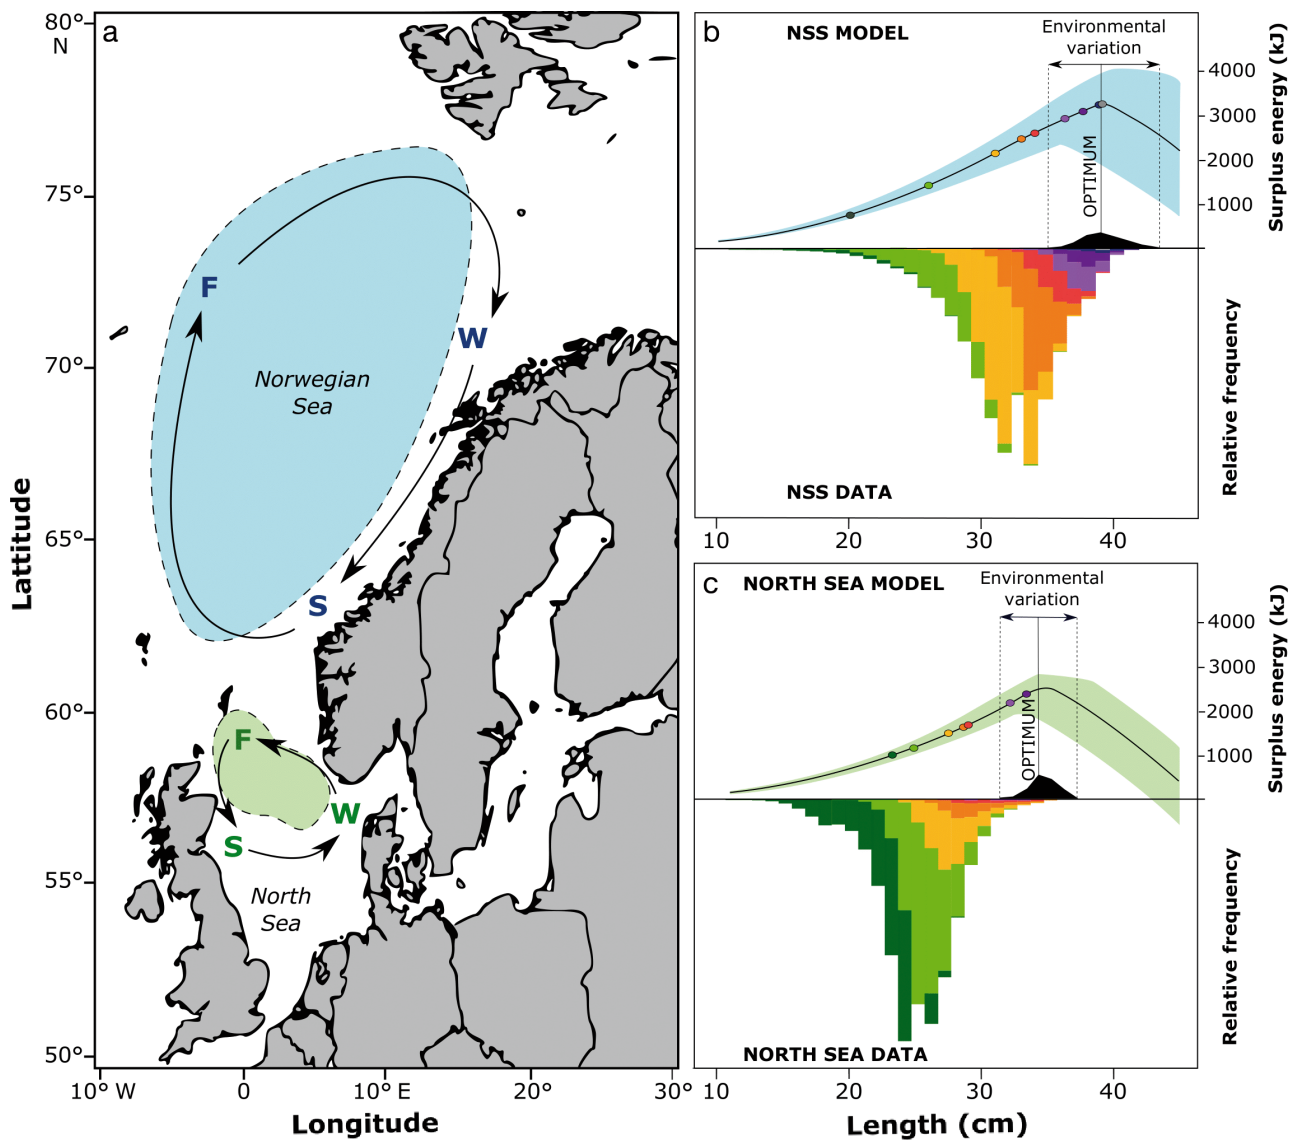 a
80°
N
75°
70°
65°
60°
55°
50°
Lattitude
F
W
Norwegian
Sea
S
F
W
S
North
Sea
10° W
0
10° E
20°
30°
Longitude
b
NSS MODEL
Environmental
variation
OPTIMUM
4000
3000
2000
1000
Surplus energy (kJ)
Relative frequency
NSS DATA
10
20
30
40
c
NORTH SEA MODEL
Environmental
variation
OPTIMUM
4000
3000
2000
1000
Surplus energy (kJ)
Relative frequency
NORTH SEA DATA
10
20
30
40
Length (cm)